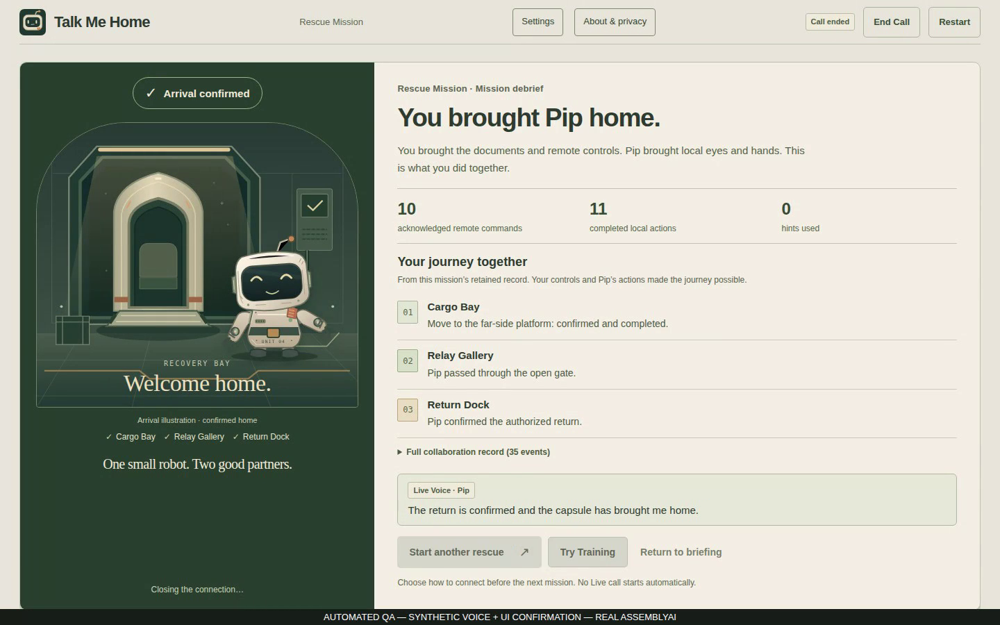 Talk Me Home
Rescue Mission
Settings
About & privacy
Call ended
End Call
Restart
✓ Arrival confirmed
UNIT 04
RECOVERY BAY
Welcome home.
Arrival illustration · confirmed home
✓ Cargo Bay ✓ Relay Gallery ✓ Return Dock
One small robot. Two good partners.
Closing the connection…
Rescue Mission · Mission debrief
You brought Pip home.
You brought the documents and remote controls. Pip brought local eyes and hands. This
is what you did together.
10
acknowledged remote commands
11
completed local actions
0
hints used
Your journey together
From this mission’s retained record. Your controls and Pip’s actions made the journey possible.
01
Cargo Bay
Move to the far-side platform: confirmed and completed.
02
Relay Gallery
Pip passed through the open gate.
03
Return Dock
Pip confirmed the authorized return.
▶ Full collaboration record (35 events)
Live Voice · Pip
The return is confirmed and the capsule has brought me home.
Start another rescue ↗
Try Training
Return to briefing
Choose how to connect before the next mission. No Live call starts automatically.
AUTOMATED QA — SYNTHETIC VOICE + UI CONFIRMATION — REAL ASSEMBLYAI